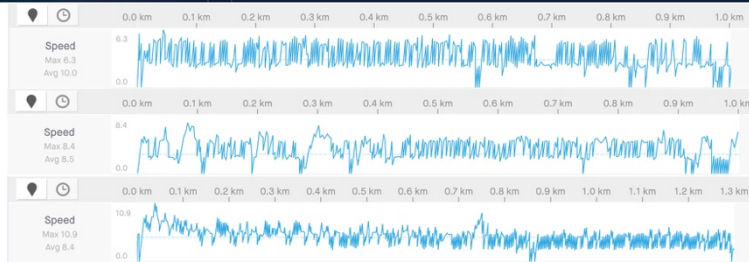 0.0 km 0.1 km 0.2 km 0.3 km 0.4 km 0.5 km 0.6 km 0.7 km 0.8 km 0.9 km 1.0 km
Speed
Max 6.3
Avg 10.0
6.3
0.0
0.0 km 0.1 km 0.2 km 0.3 km 0.4 km 0.5 km 0.6 km 0.7 km 0.8 km 0.9 km 1.0 k
Speed
Max 8.4
Avg 8.5
8.4
0.0
0.0 km 0.1 km 0.2 km 0.3 km 0.4 km 0.5 km 0.6 km 0.7 km 0.8 km 0.9 km 1.0 km 1.1 km 1.2 km 1.3 km
Speed
Max 10.9
Avg 8.4
10.9
0.0